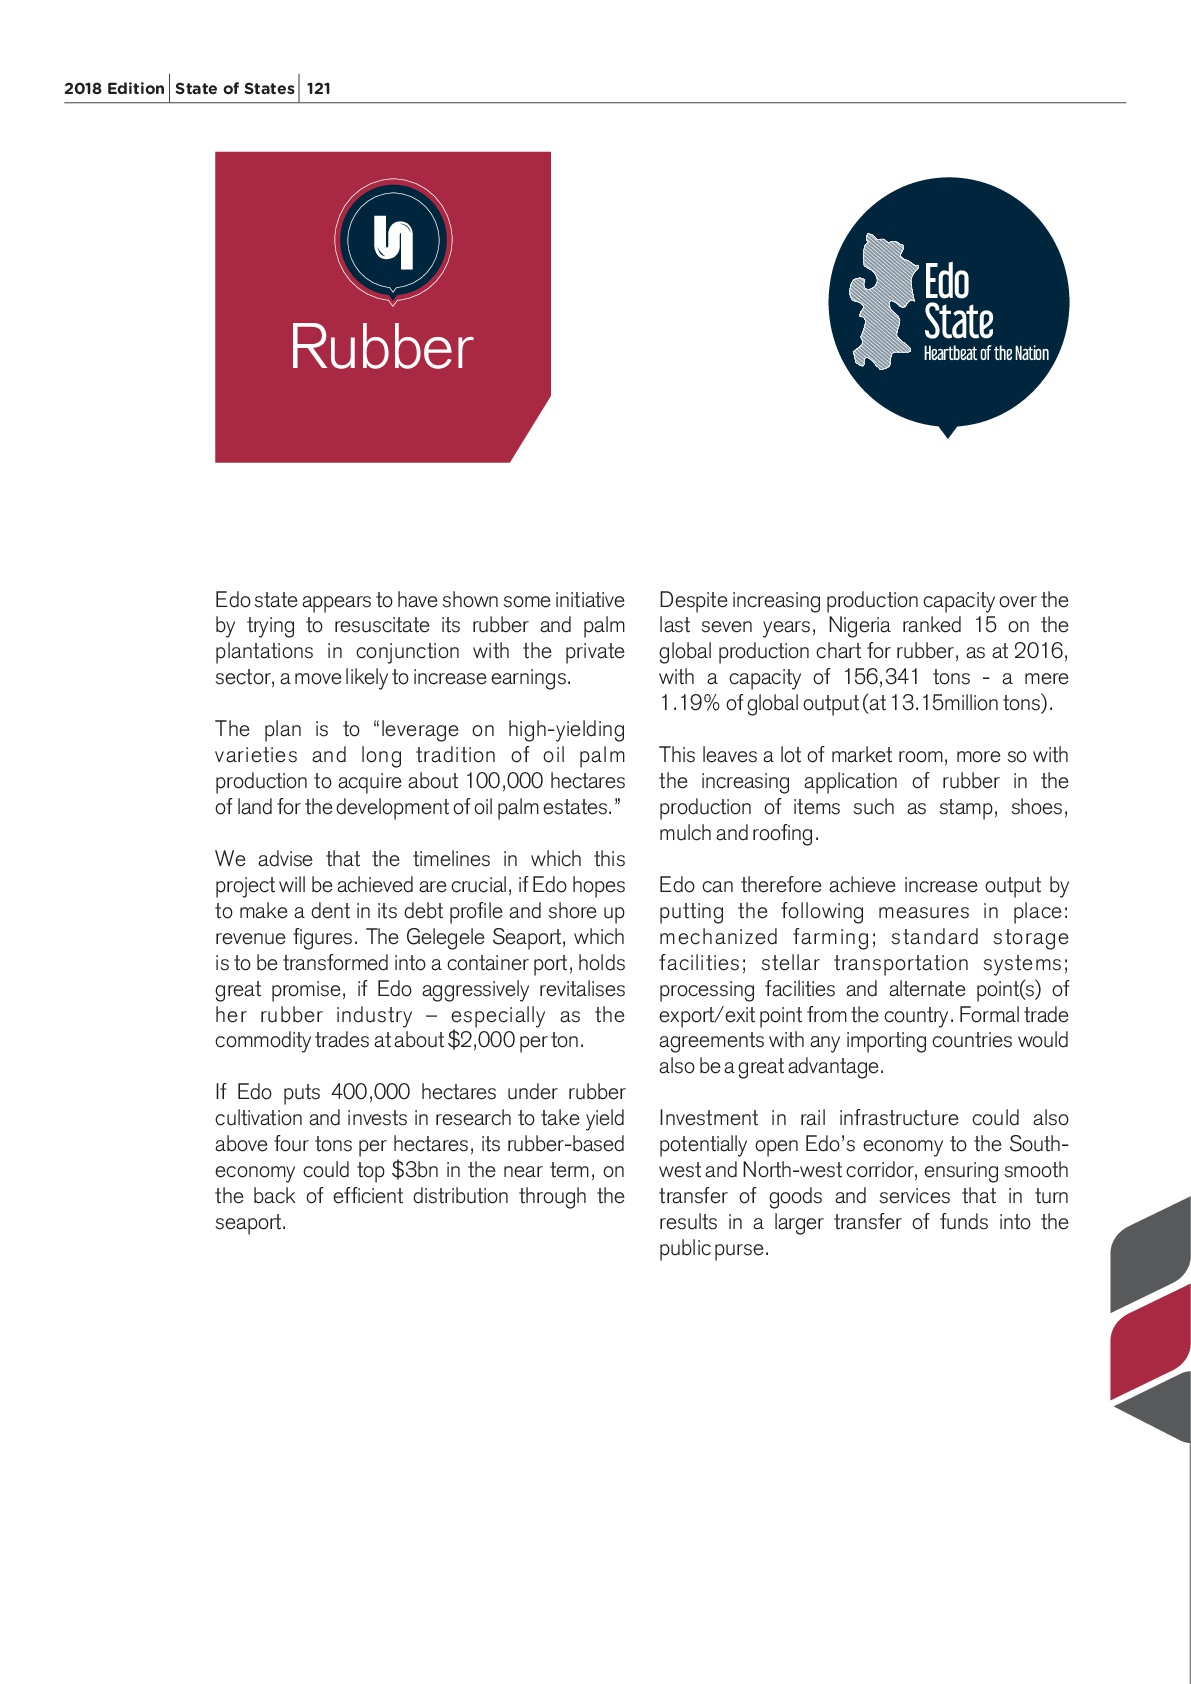 2018 Edition State of States 121
Rubber
Edo
State
Heartbeat of the Nation
Edo state appears to have shown some initiative
by trying to resuscitate its rubber and palm
plantations in conjunction with the private
sector, a move likely to increase earnings.
The plan is to “leverage on high-yielding
varieties and long tradition of oil palm
production to acquire about 100,000 hectares
of land for the development of oil palm estates.”
We advise that the timelines in which this
project will be achieved are crucial, if Edo hopes
to make a dent in its debt profile and shore up
revenue figures. The Gelegele Seaport, which
is to be transformed into a container port, holds
great promise, if Edo aggressively revitalises
her rubber industry – especially as the
commodity trades at about $2,000 per ton.
If Edo puts 400,000 hectares under rubber
cultivation and invests in research to take yield
above four tons per hectares, its rubber-based
economy could top $3bn in the near term, on
the back of efficient distribution through the
seaport.
Despite increasing production capacity over the
last seven years, Nigeria ranked 15 on the
global production chart for rubber, as at 2016,
with a capacity of 156,341 tons - a mere
1.19% of global output (at 13.15million tons).
This leaves a lot of market room, more so with
the increasing application of rubber in the
production of items such as stamp, shoes,
mulch and roofing.
Edo can therefore achieve increase output by
putting the following measures in place:
mechanized farming; standard storage
facilities; stellar transportation systems;
processing facilities and alternate point(s) of
export/exit point from the country. Formal trade
agreements with any importing countries would
also be a great advantage.
Investment in rail infrastructure could also
potentially open Edo’s economy to the South-
west and North-west corridor, ensuring smooth
transfer of goods and services that in turn
results in a larger transfer of funds into the
public purse.